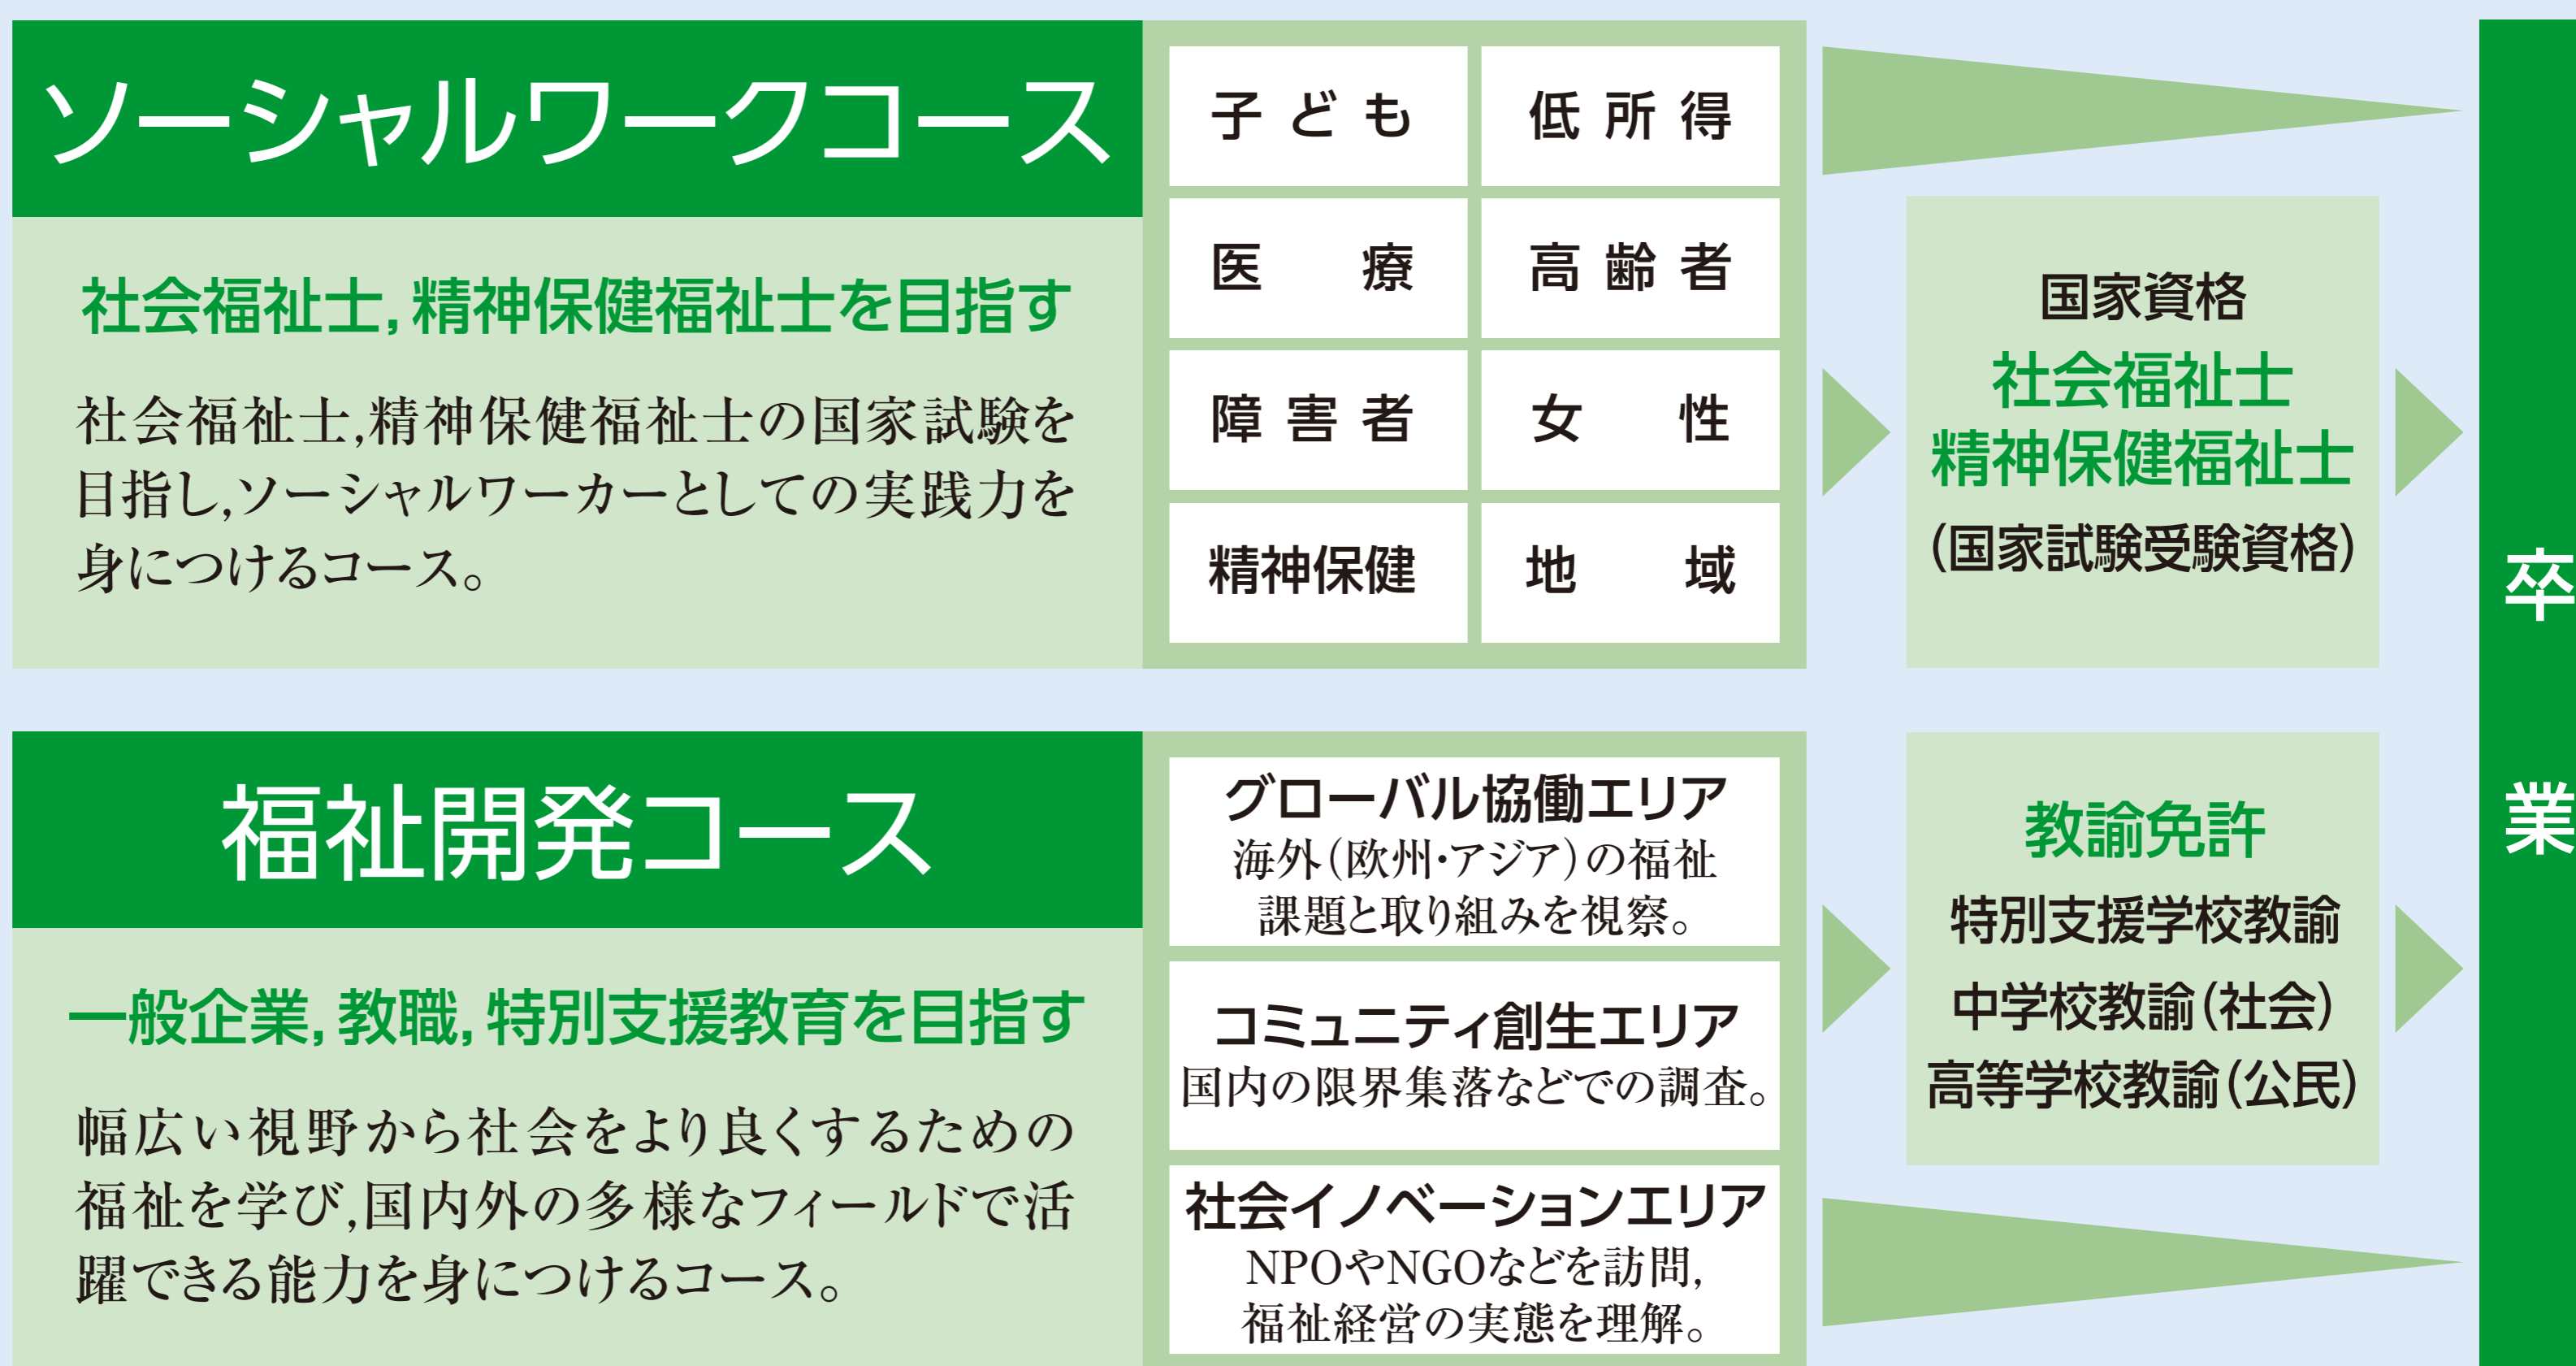 ソーシャルワークコース
社会福祉士,精神保健福祉士を目指す
社会福祉士,精神保健福祉士の国家試験を
目指し,ソーシャルワーカーとしての実践力を
身につけるコース。
子ども
低所得
医療
高齢者
障害者
女性
精神保健
地域
国家資格
社会福祉士
精神保健福祉士
(国家試験受験資格)
福祉開発コース
一般企業,教職,特別支援教育を目指す
幅広い視野から社会をより良くするための
福祉を学び,国内外の多様なフィールドで活
躍できる能力を身につけるコース。
グローバル協働エリア
海外(欧州・アジア)の福祉
課題と取り組みを視察。
コミュニティ創生エリア
国内の限界集落などでの調査。
社会イノベーションエリア
NPOやNGOなどを訪問,
福祉経営の実態を理解。
教諭免許
特別支援学校教諭
中学校教諭(社会)
高等学校教諭(公民)
卒業